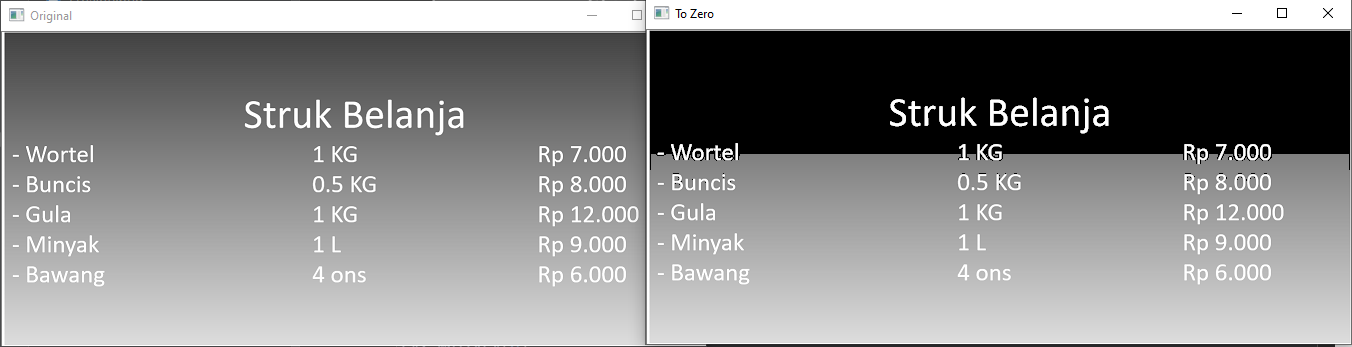 Original
Struk Belanja
- Wortel 1 KG Rp 7.000
- Buncis 0.5 KG Rp 8.000
- Gula 1 KG Rp 12.000
- Minyak 1 L Rp 9.000
- Bawang 4 ons Rp 6.000
To Zero
Struk Belanja
- Wortel 1 KG Rp 7.000
- Buncis 0.5 KG Rp 8.000
- Gula 1 KG Rp 12.000
- Minyak 1 L Rp 9.000
- Bawang 4 ons Rp 6.000